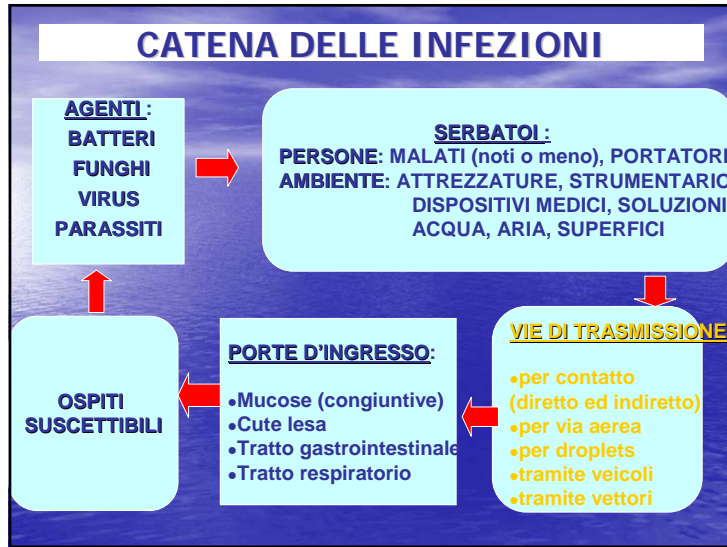 CATENA DELLE INFEZIONI
AGENTI :
BATTERI
FUNGHI
VIRUS
PARASSITI
SERBATOI :
PERSONE: MALATI (noti o meno), PORTATORI
AMBIENTE: ATTREZZATURE, STRUMENTARIO
DISPOSITIVI MEDICI, SOLUZIONI
ACQUA, ARIA, SUPERFICI
VIE DI TRASMISSIONE
•per contatto
(diretto ed indiretto)
•per via aerea
•per droplets
•tramite veicoli
•tramite vettori
PORTE D'INGRESSO:
•Mucose (congiuntive)
•Cute lesa
•Tratto gastrointestinale
•Tratto respiratorio
OSPITI
SUSCETTIBILI